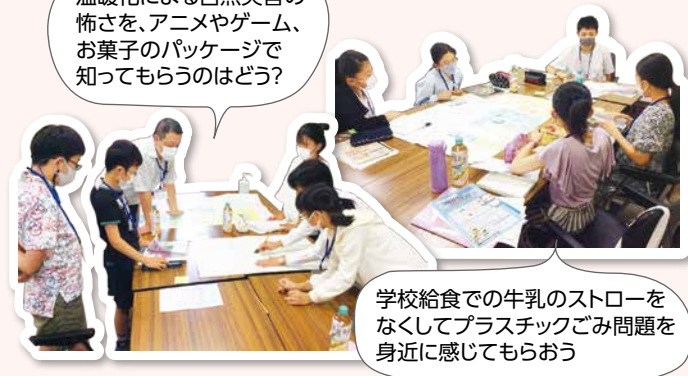 温暖化による自然災害の
怖さを、アニメやゲーム、
お菓子のパッケージで
知ってもらうのはどう?
学校給食での牛乳のストローを
なくしてプラスチックごみ問題を
身近に感じてもらおう